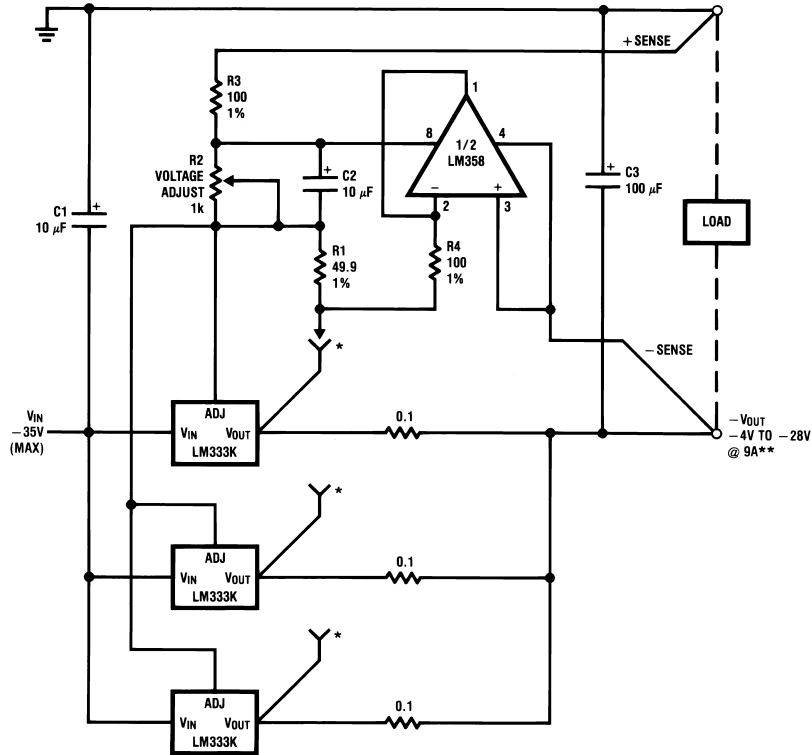 +SENSE
R3
100
1%
1
8
1/2
LM358
4
R2
VOLTAGE
ADJUST
1k
+
C2
10 μF
−
+
2
3
+
C3
100 μF
C1
10 μF
+
LOAD
R1
49.9
1%
R4
100
1%
*
−SENSE
VIN
−35V
(MAX)
ADJ
VIN VOUT
LM333K
0.1
−VOUT
−4V TO −28V
@ 9A**
*
ADJ
VIN VOUT
LM333K
0.1
*
ADJ
VIN VOUT
LM333K
0.1